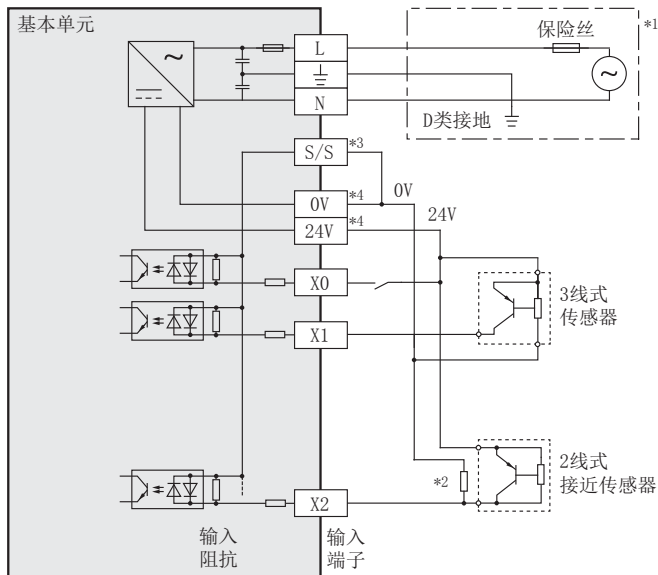 基本单元
保险丝
*1
L
N
D类接地
S/S
*3
0V
*4
0V
24V
*4
24V
X0
3线式
传感器
X1
2线式
接近传感器
*2
X2
输入
阻抗
输入
端子